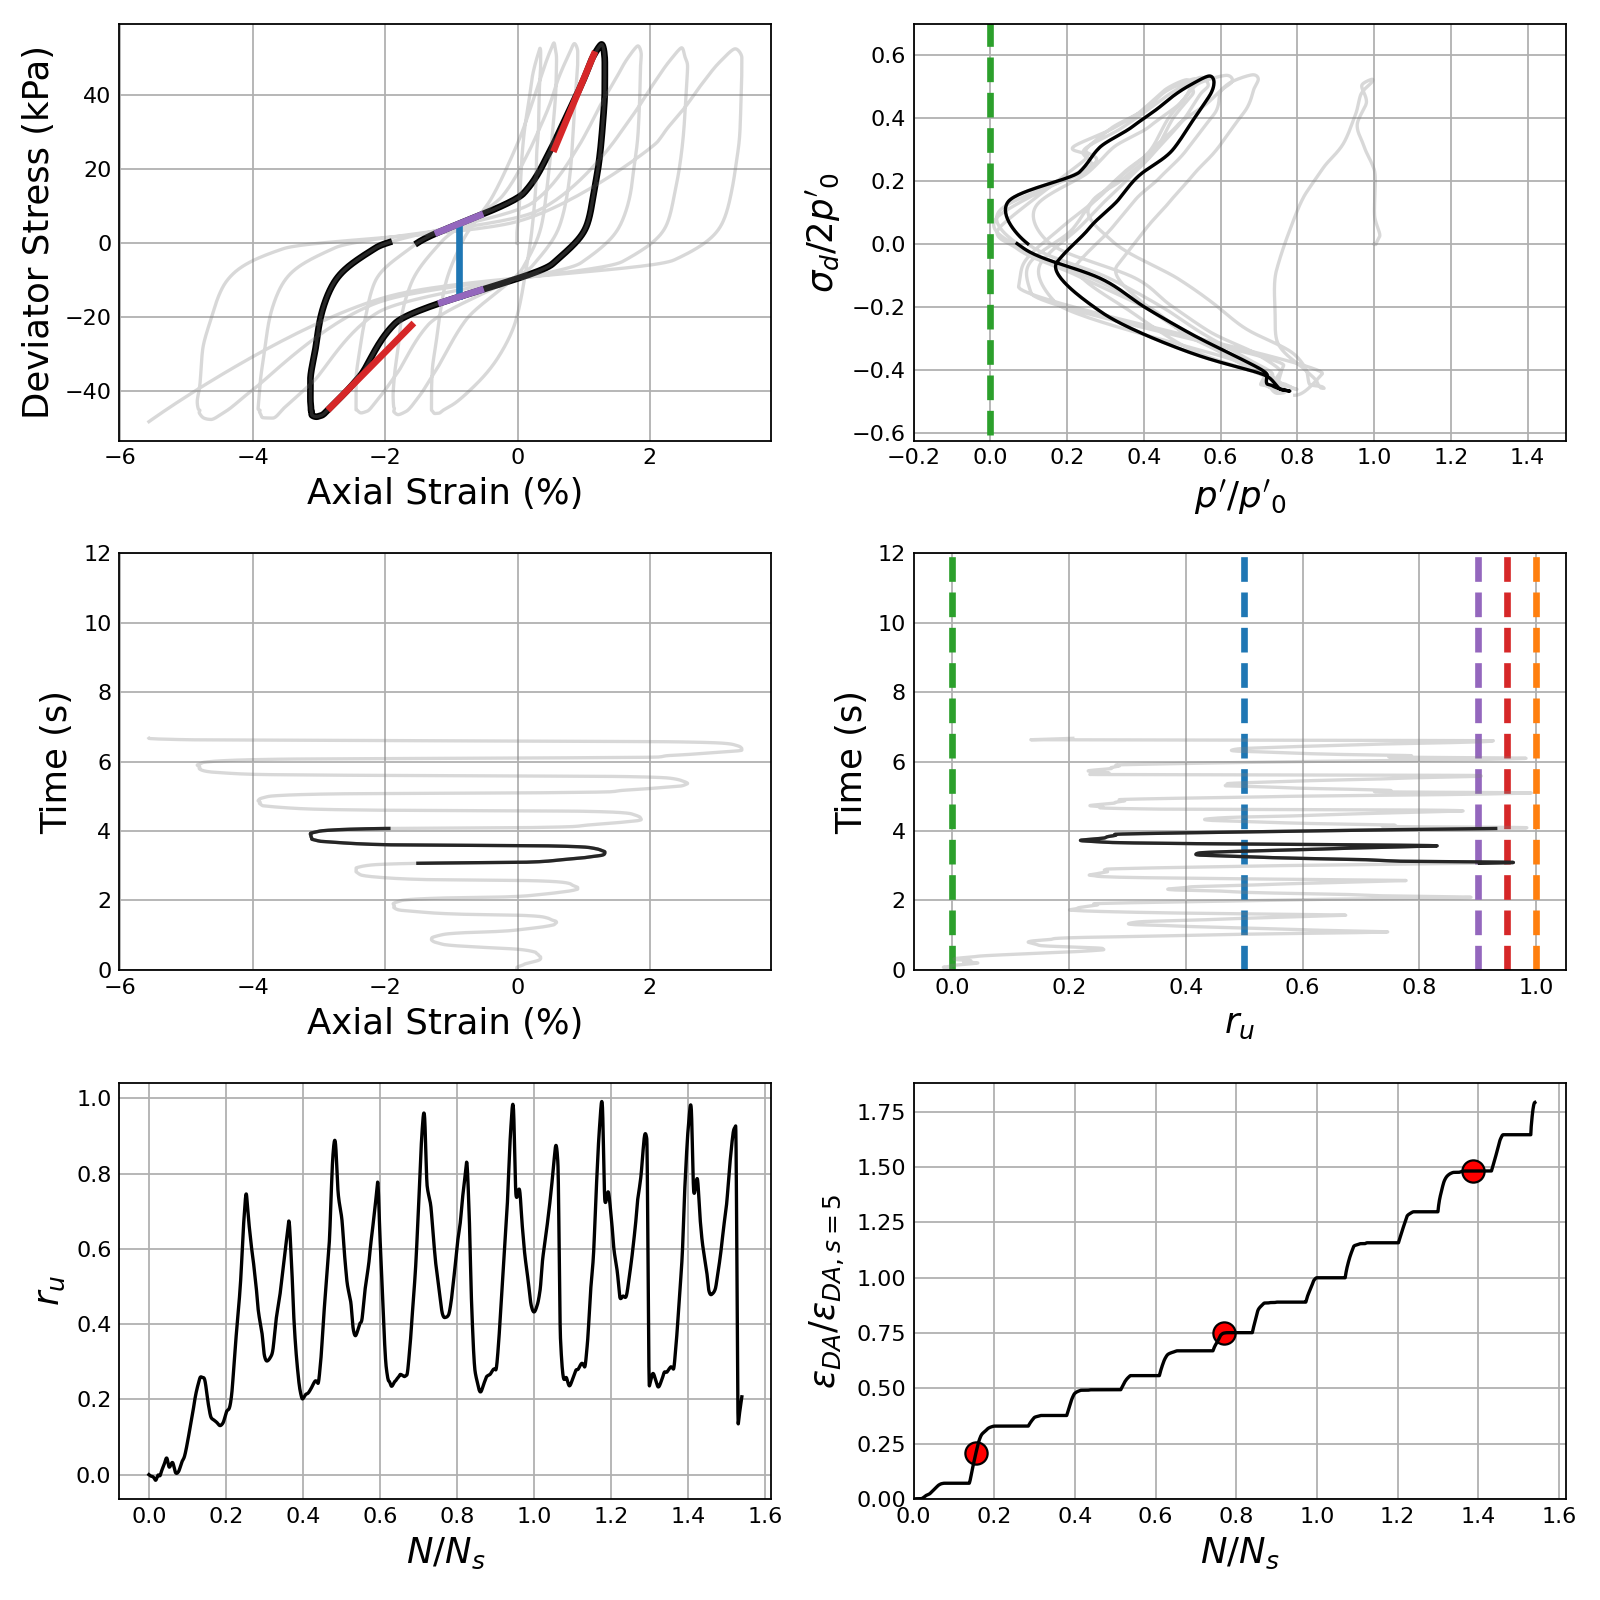 Deviator Stress (kPa)
40
20
0
−20
−40
−6 −4 −2 0 2
Axial Strain (%)
σd/2p′0
0.6
0.4
0.2
0.0
−0.2
−0.4
−0.6
−0.2 0.0 0.2 0.4 0.6 0.8 1.0 1.2 1.4
p′/p′0
Time (s)
12
10
8
6
4
2
0
−6 −4 −2 0 2
Axial Strain (%)
Time (s)
12
10
8
6
4
2
0
0.0 0.2 0.4 0.6 0.8 1.0
ru
ru
1.0
0.8
0.6
0.4
0.2
0.0
0.0 0.2 0.4 0.6 0.8 1.0 1.2 1.4 1.6
N/Ns
εDA/εDA, s = 5
1.75
1.50
1.25
1.00
0.75
0.50
0.25
0.00
0.0 0.2 0.4 0.6 0.8 1.0 1.2 1.4 1.6
N/Ns